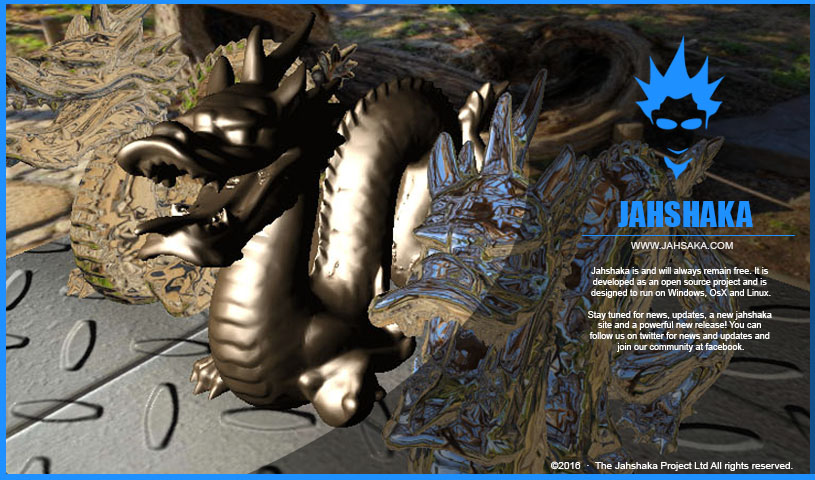 JAHSHAKA
WWW.JAHSAKA.COM
Jahshaka is and will always remain free. It is
developed as an open source project and is
designed to run on Windows, OsX and Linux.
Stay tuned for news, updates, a new jahshaka
site and a powerful new release! You can
follow us on twitter for news and updates and
join our community at facebook.
©2016 · The Jahshaka Project Ltd All rights reserved.